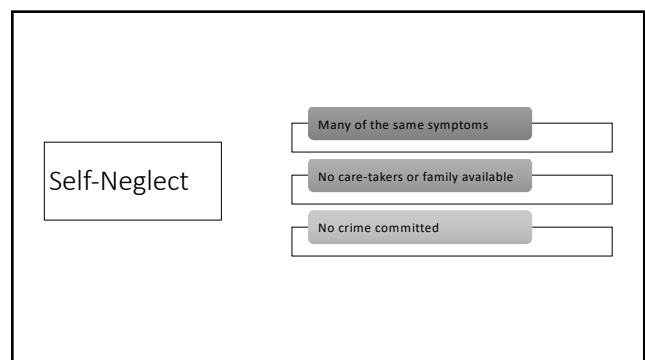 Self-Neglect
Many of the same symptoms
No care-takers or family available
No crime committed